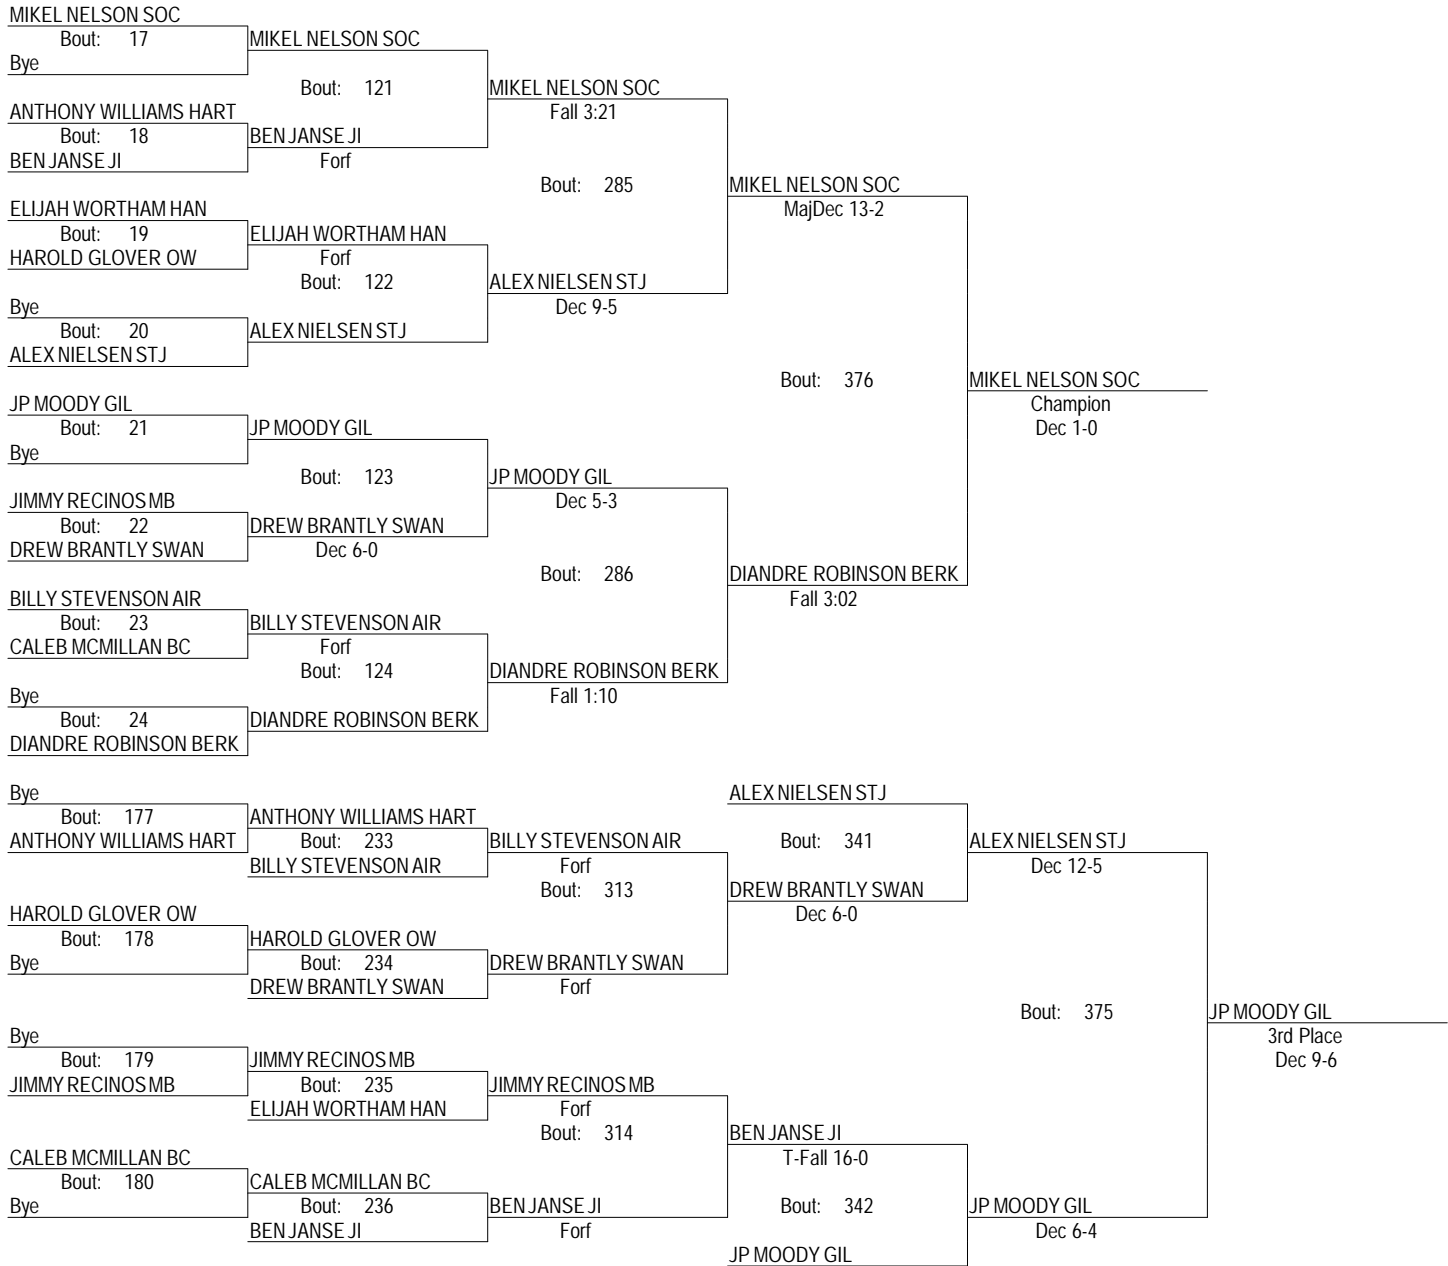 MIKEL NELSON SOC
Bout: 17
MIKEL NELSON SOC
Bye
Bout: 121
MIKEL NELSON SOC
ANTHONY WILLIAMS HART
Fall 3:21
Bout: 18
BEN JANSE JI
BEN JANSE JI
Forf
Bout: 285
MIKEL NELSON SOC
ELIJAH WORTHAM HAN
MajDec 13-2
Bout: 19
ELIJAH WORTHAM HAN
HAROLD GLOVER OW
Forf
Bout: 122
ALEX NIELSEN STJ
Bye
Dec 9-5
Bout: 20
ALEX NIELSEN STJ
ALEX NIELSEN STJ
Bout: 376
MIKEL NELSON SOC
JP MOODY GIL
Champion
Bout: 21
JP MOODY GIL
Dec 1-0
Bye
Bout: 123
JP MOODY GIL
JIMMY RECINOS MB
Dec 5-3
Bout: 22
DREW BRANTLY SWAN
DREW BRANTLY SWAN
Dec 6-0
Bout: 286
DIANDRE ROBINSON BERK
BILLY STEVENSON AIR
Fall 3:02
Bout: 23
BILLY STEVENSON AIR
CALEB MCMILLAN BC
Forf
Bout: 124
DIANDRE ROBINSON BERK
Bye
Fall 1:10
Bout: 24
DIANDRE ROBINSON BERK
DIANDRE ROBINSON BERK
Bye
ALEX NIELSEN STJ
Bout: 177
ANTHONY WILLIAMS HART
ANTHONY WILLIAMS HART
Bout: 233
BILLY STEVENSON AIR
Bout: 341
ALEX NIELSEN STJ
BILLY STEVENSON AIR
Forf
Dec 12-5
Bout: 313
DREW BRANTLY SWAN
HAROLD GLOVER OW
Dec 6-0
Bout: 178
HAROLD GLOVER OW
Bye
Bout: 234
DREW BRANTLY SWAN
DREW BRANTLY SWAN
Forf
Bout: 375
JP MOODY GIL
Bye
3rd Place
Bout: 179
JIMMY RECINOS MB
Dec 9-6
JIMMY RECINOS MB
Bout: 235
JIMMY RECINOS MB
ELIJAH WORTHAM HAN
Forf
Bout: 314
BEN JANSE JI
CALEB MCMILLAN BC
T-Fall 16-0
Bout: 180
CALEB MCMILLAN BC
Bye
Bout: 236
BEN JANSE JI
Bout: 342
JP MOODY GIL
BEN JANSE JI
Forf
Dec 6-4
JP MOODY GIL